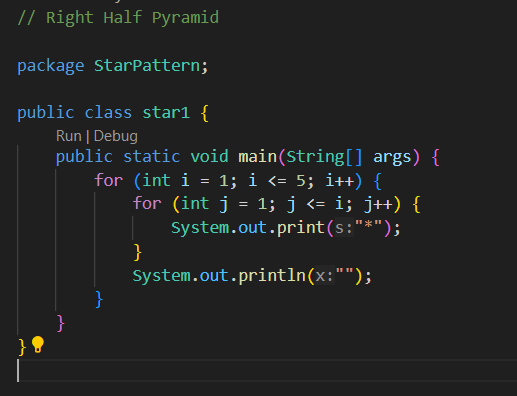 // Right Half Pyramid
package StarPattern;
public class star1 {
Run | Debug
public static void main(String[] args) {
for (int i = 1; i <= 5; i++) {
for (int j = 1; j <= i; j++) {
System.out.print(s:"*");
}
System.out.println(x:"");
}
}
}